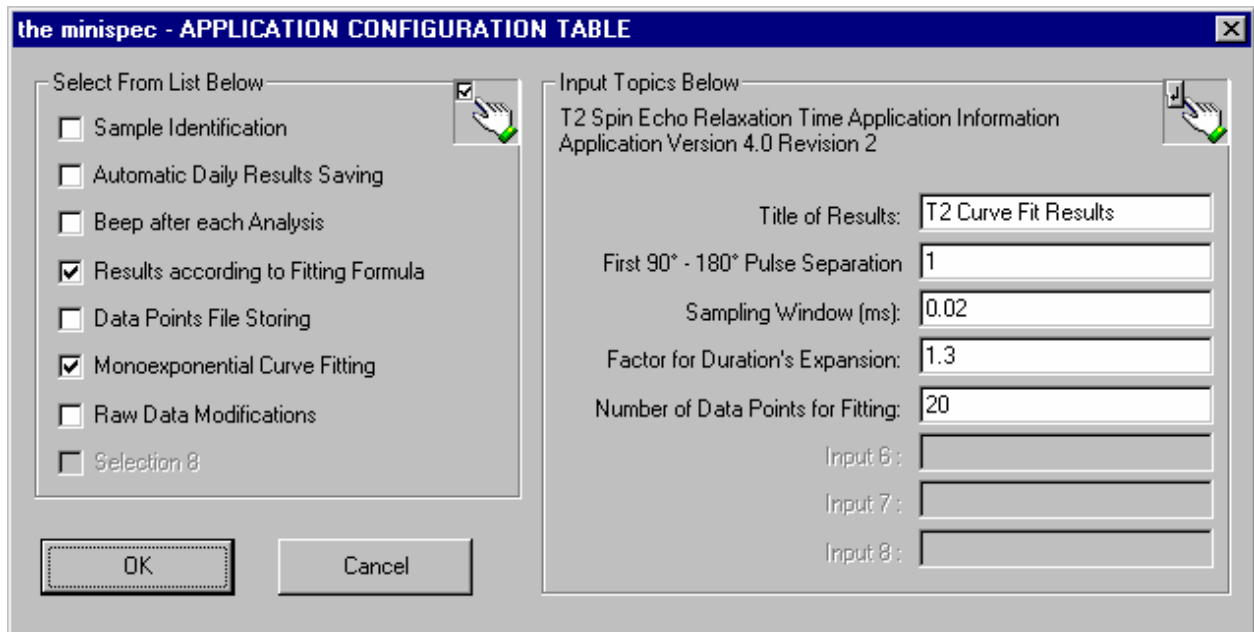 the minispec - APPLICATION CONFIGURATION TABLE
Select From List Below
Sample Identification
Automatic Daily Results Saving
Beep after each Analysis
Results according to Fitting Formula
Data Points File Storing
Monoexponential Curve Fitting
Raw Data Modifications
Selection 8
OK
Cancel
Input Topics Below
T2 Spin Echo Relaxation Time Application Information
Application Version 4.0 Revision 2
Title of Results: T2 Curve Fit Results
First 90° - 180° Pulse Separation 1
Sampling Window (ms): 0.02
Factor for Duration's Expansion: 1.3
Number of Data Points for Fitting: 20
Input 6 :
Input 7 :
Input 8 :